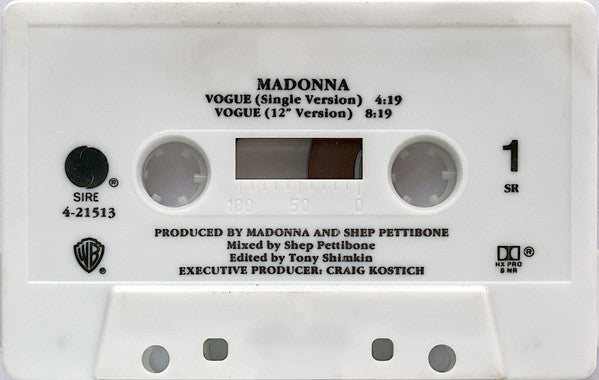 MADONNA
VOGUE (Single Version) 4:19
VOGUE (12″ Version) 8:19
1
SR
®
SIRE
4-21513
100 50 0
PRODUCED BY MADONNA AND SHEP PETTIBONE
Mixed by Shep Pettibone
Edited by Tony Shimkin
EXECUTIVE PRODUCER: CRAIG KOSTICH
WB ®
®
HX PRO
B NR